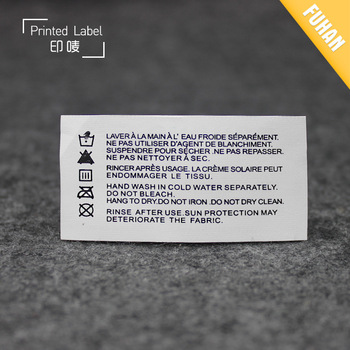 Printed Label
印唛
FUHAN
LAVER À LA MAIN À L' EAU FROIDE SÉPARÉMENT.
NE PAS UTILISER D'AGENT DE BLANCHIMENT.
SUSPENDRE POUR SÉCHER. NE PAS REPASSER.
NE PAS NETTOYER À SEC.
RINCER APRÈS USAGE. LA CRÈME SOLAIRE PEUT
ENDOMMAGER LE TISSU.
HAND WASH IN COLD WATER SEPARATELY.
DO NOT BLEACH.
HANG TO DRY.DO NOT IRON .DO NOT DRY CLEAN.
RINSE AFTER USE.SUN PROTECTION MAY
DETERIORATE THE FABRIC.